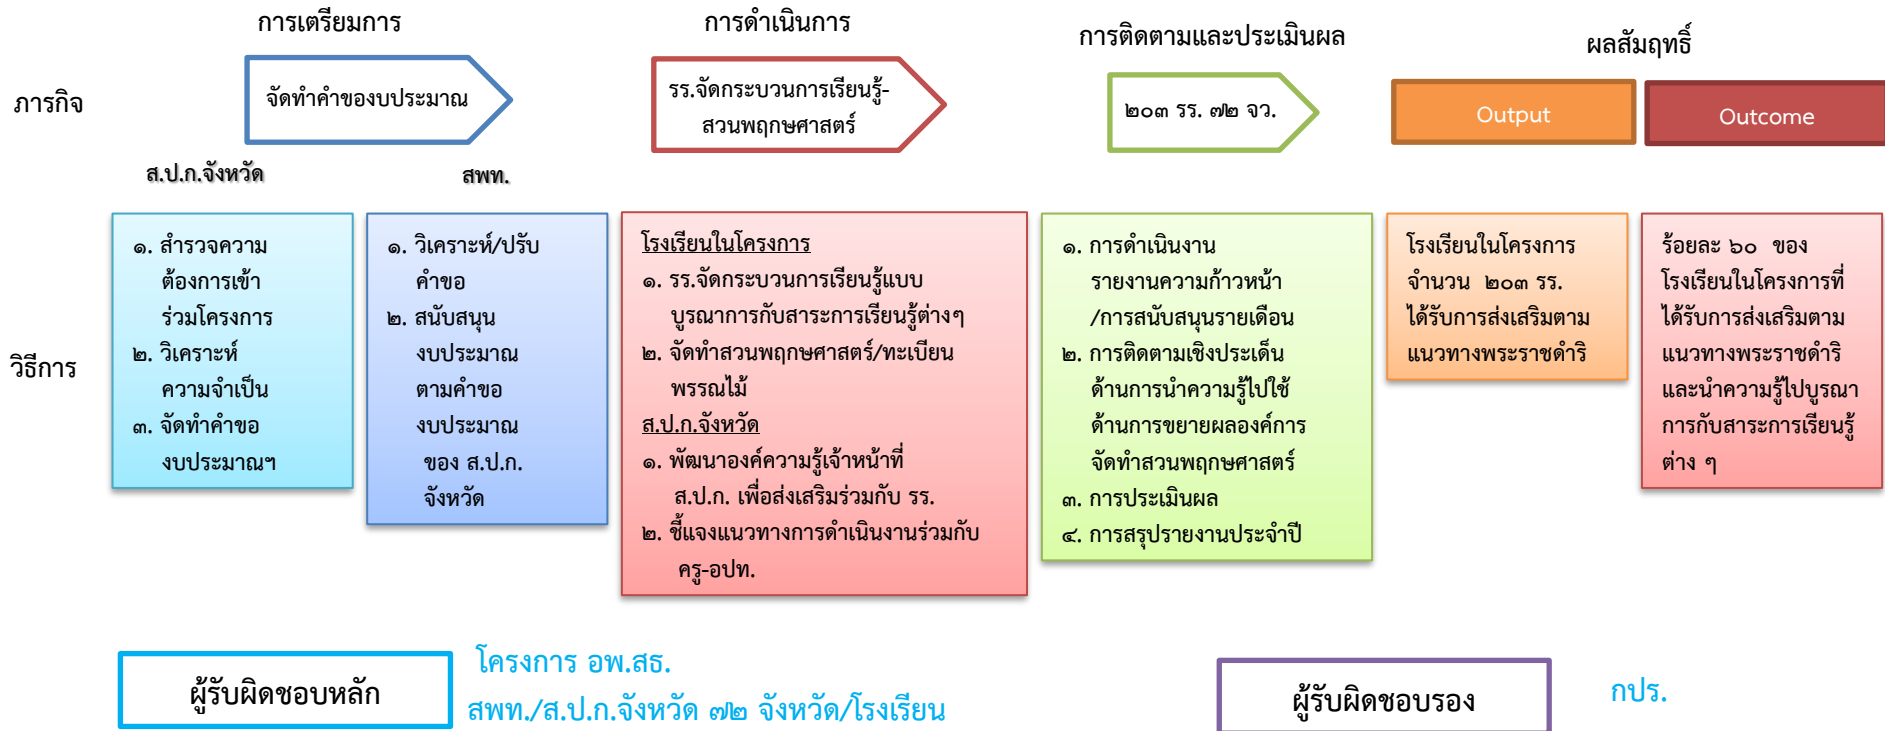 การเตรียมการ
การดำเนินการ
การติดตามและประเมินผล
ผลสัมฤทธิ์
ภารกิจ
จัดทำคำของบประมาณ
รร.จัดกระบวนการเรียนรู้-
สวนพฤกษศาสตร์
๒๐๓ รร. ๗๒ จว.
Output
Outcome
ส.ป.ก.จังหวัด
สพท.
วิธีการ
๑. สำรวจความ
ต้องการเข้า
ร่วมโครงการ
๒. วิเคราะห์
ความจำเป็น
๓. จัดทำคำขอ
งบประมาณฯ
๑. วิเคราะห์/ปรับ
คำขอ
๒. สนับสนุน
งบประมาณ
ตามคำขอ
งบประมาณ
ของ ส.ป.ก.
จังหวัด
โรงเรียนในโครงการ
๑. รร.จัดกระบวนการเรียนรู้แบบ
บูรณาการกับสาระการเรียนรู้ต่างๆ
๒. จัดทำสวนพฤกษศาสตร์/ทะเบียน
พรรณไม้
ส.ป.ก.จังหวัด
๑. พัฒนาองค์ความรู้เจ้าหน้าที่
ส.ป.ก. เพื่อส่งเสริมร่วมกับ รร.
๒. ชี้แจงแนวทางการดำเนินงานร่วมกับ
ครู-อปท.
๑. การดำเนินงาน
รายงานความก้าวหน้า
/การสนับสนุนรายเดือน
๒. การติดตามเชิงประเด็น
ด้านการนำความรู้ไปใช้
ด้านการขยายผลองค์การ
จัดทำสวนพฤกษศาสตร์
๓. การประเมินผล
๔. การสรุปรายงานประจำปี
โรงเรียนในโครงการ
จำนวน ๒๐๓ รร.
ได้รับการส่งเสริมตาม
แนวทางพระราชดำริ
ร้อยละ ๖๐ ของ
โรงเรียนในโครงการที่
ได้รับการส่งเสริมตาม
แนวทางพระราชดำริ
และนำความรู้ไปบูรณา
การกับสาระการเรียนรู้
ต่าง ๆ
ผู้รับผิดชอบหลัก
โครงการ อพ.สธ.
สพท./ส.ป.ก.จังหวัด ๗๒ จังหวัด/โรงเรียน
ผู้รับผิดชอบรอง
กปร.